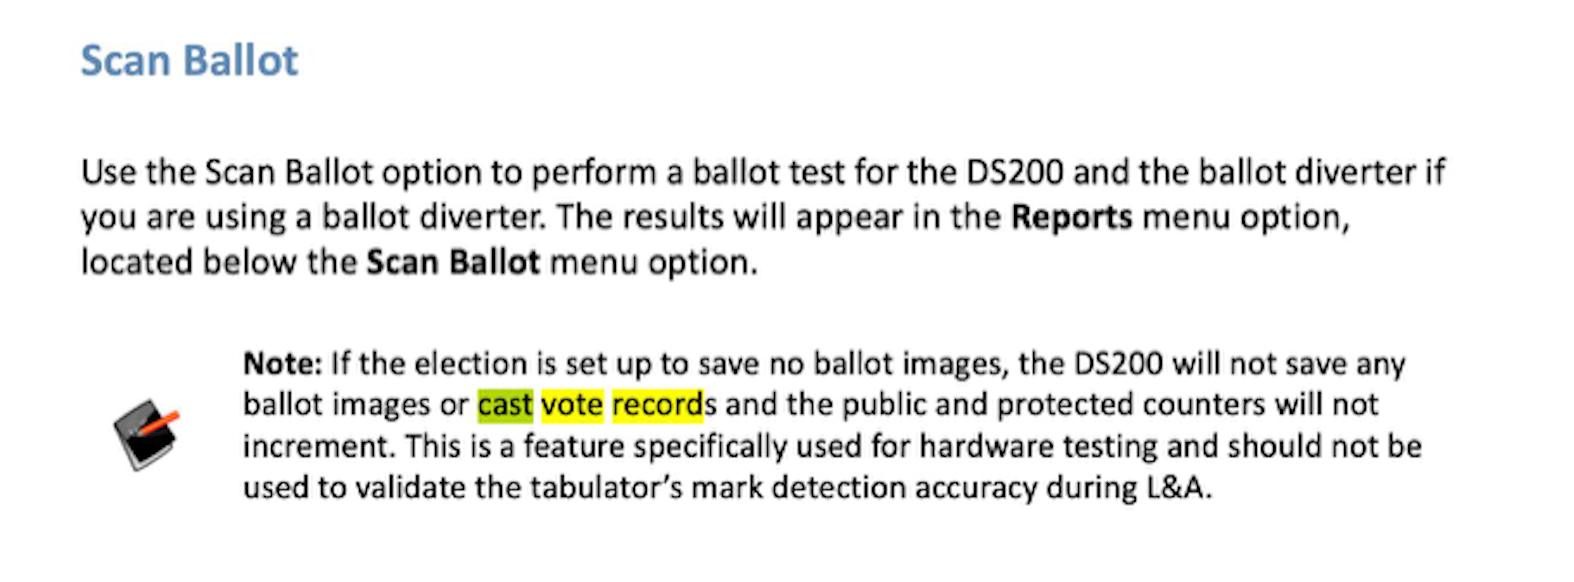 Scan Ballot
Use the Scan Ballot option to perform a ballot test for the DS200 and the ballot diverter if
you are using a ballot diverter. The results will appear in the Reports menu option,
located below the Scan Ballot menu option.
Note: If the election is set up to save no ballot images, the DS200 will not save any
ballot images or cast vote records and the public and protected counters will not
increment. This is a feature specifically used for hardware testing and should not be
used to validate the tabulator’s mark detection accuracy during L&A.